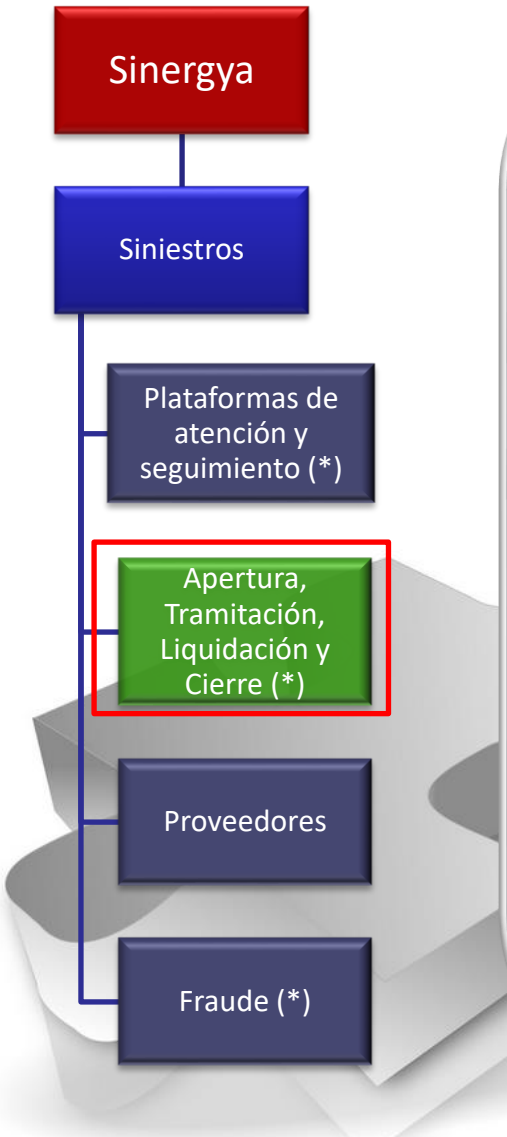 Sinergya
Siniestros
Plataformas de
atención y
seguimiento (*)
Apertura,
Tramitación,
Liquidación y
Cierre (*)
Proveedores
Fraude (*)